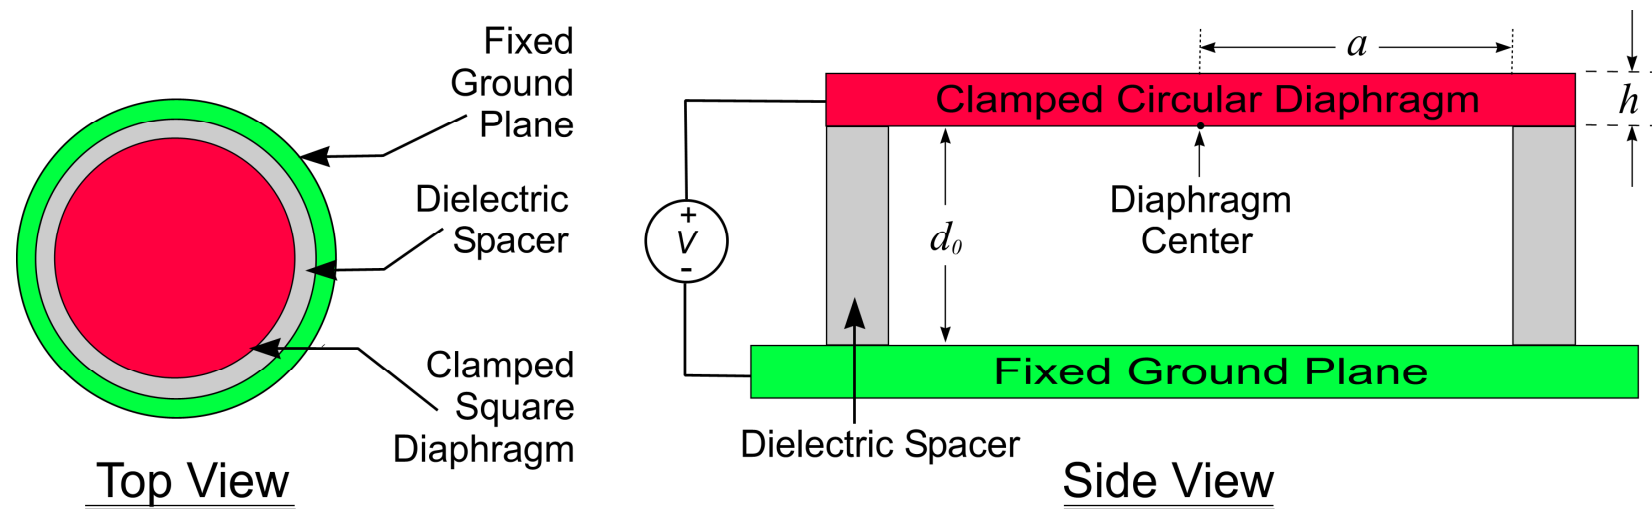 Fixed
Ground
Plane
Dielectric
Spacer
Clamped
Square
Diaphragm
Top View
a
Clamped Circular Diaphragm
h
Diaphragm
Center
d₀
+
V
-
Fixed Ground Plane
Dielectric Spacer
Side View